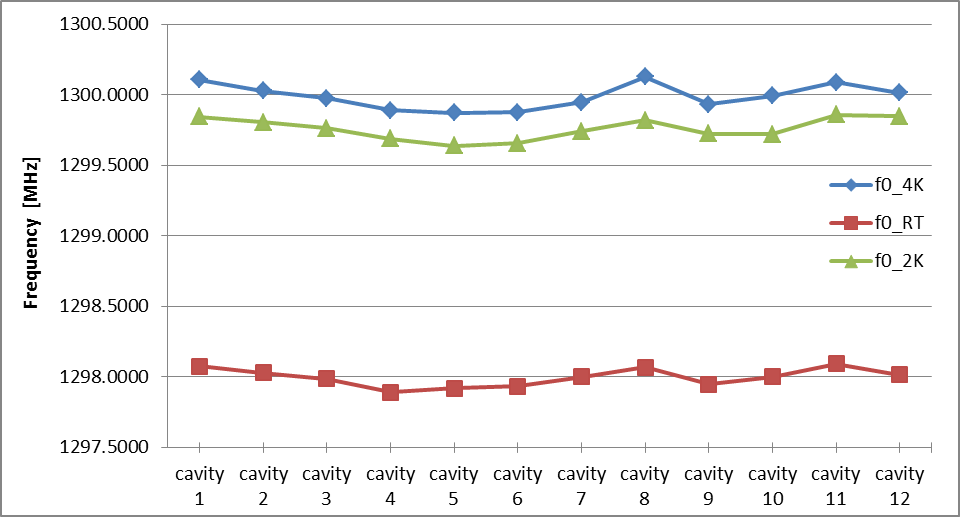 1300.5000
1300.0000
1299.5000
1299.0000
1298.5000
1298.0000
1297.5000
Frequency [MHz]
f0_4K
f0_RT
f0_2K
cavity cavity cavity cavity cavity cavity cavity cavity cavity cavity cavity cavity
1 2 3 4 5 6 7 8 9 10 11 12